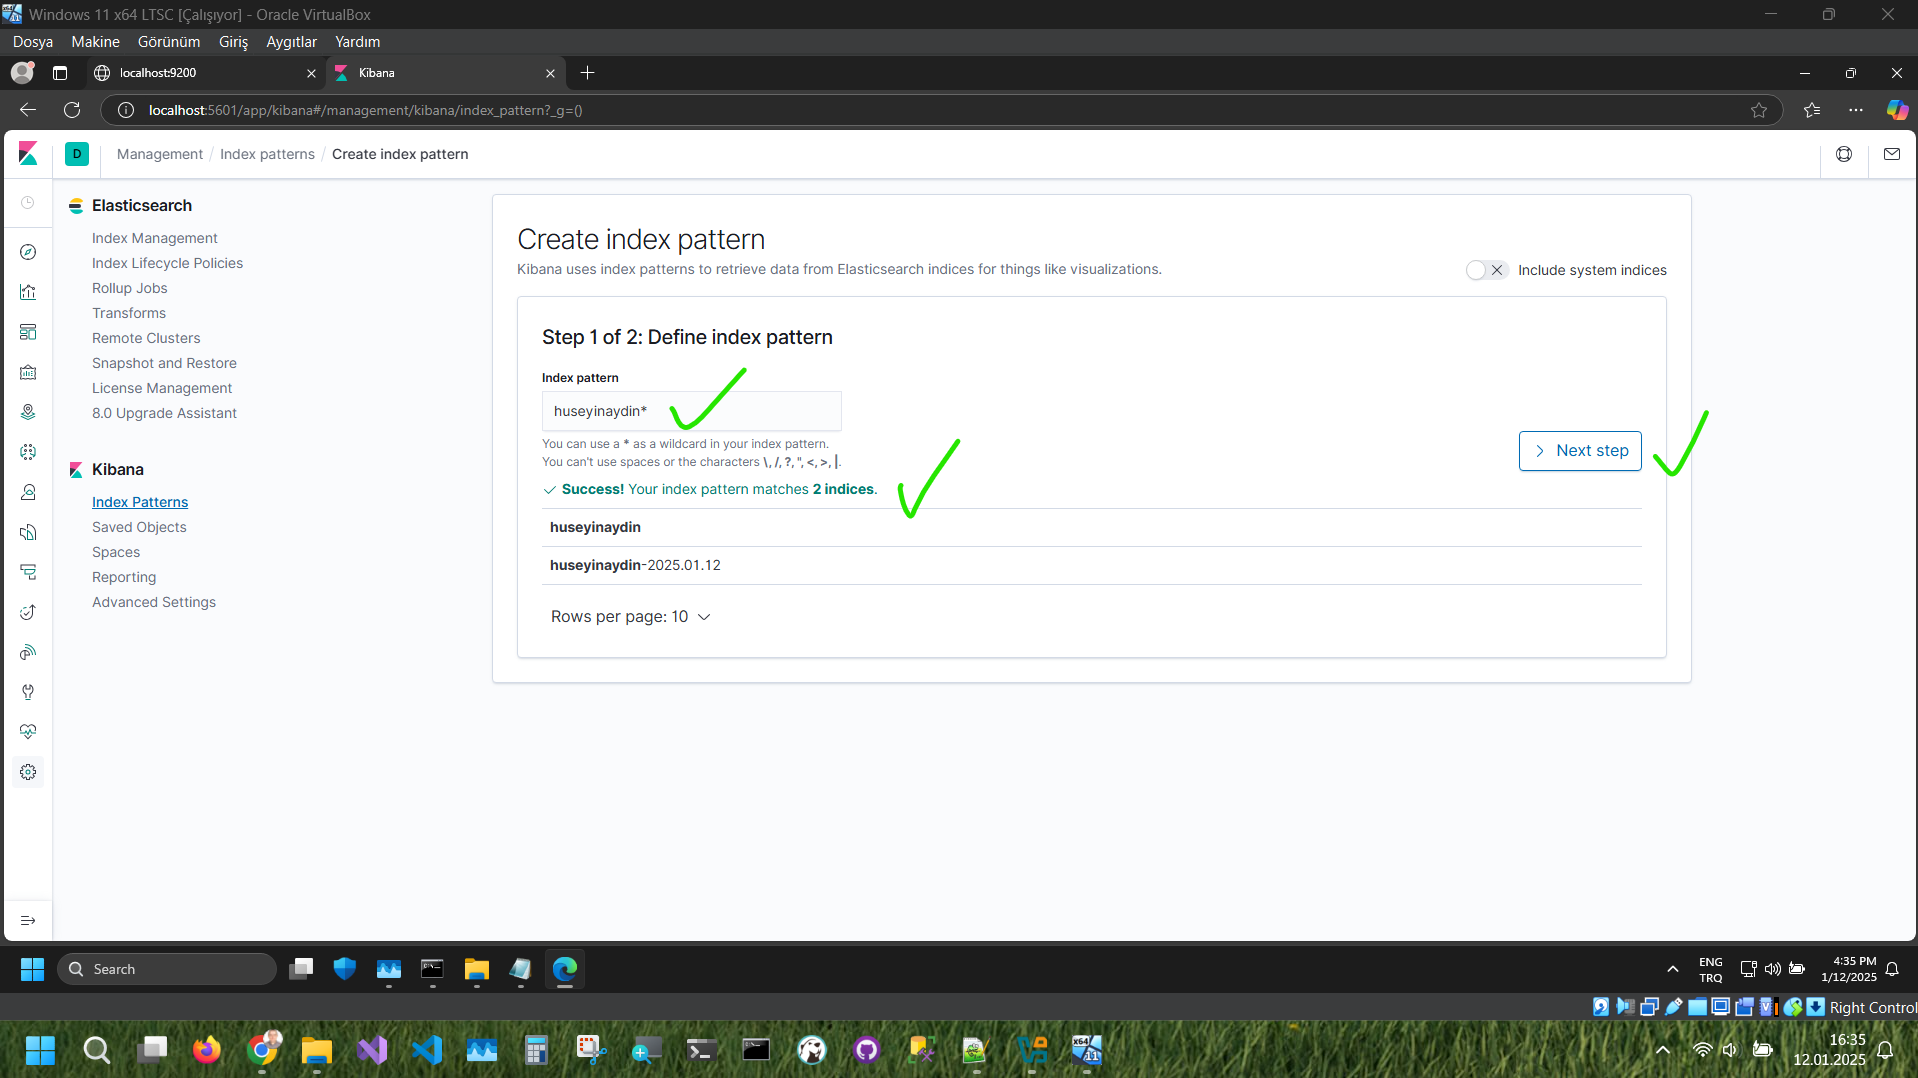 Windows 11 x64 LTSC [Çalışıyor] - Oracle VirtualBox
Dosya Makine Görünüm Giriş Aygıtlar Yardım
localhost:9200
Kibana
localhost:5601/app/kibana#/management/kibana/index_pattern?_g=()
D
Management / Index patterns / Create index pattern
Elasticsearch
Index Management
Index Lifecycle Policies
Rollup Jobs
Transforms
Remote Clusters
Snapshot and Restore
License Management
8.0 Upgrade Assistant
Kibana
Index Patterns
Saved Objects
Spaces
Reporting
Advanced Settings
Create index pattern
Kibana uses index patterns to retrieve data from Elasticsearch indices for things like visualizations.
Include system indices
Step 1 of 2: Define index pattern
Index pattern
huseyinaydin*
You can use a * as a wildcard in your index pattern.
You can't use spaces or the characters \, /, ?, ", <, >, |.
Next step
Success! Your index pattern matches 2 indices.
huseyinaydin
huseyinaydin-2025.01.12
Rows per page: 10
Search
ENG
TRQ
4:35 PM
1/12/2025
Right Control
x64
11
16:35
12.01.2025